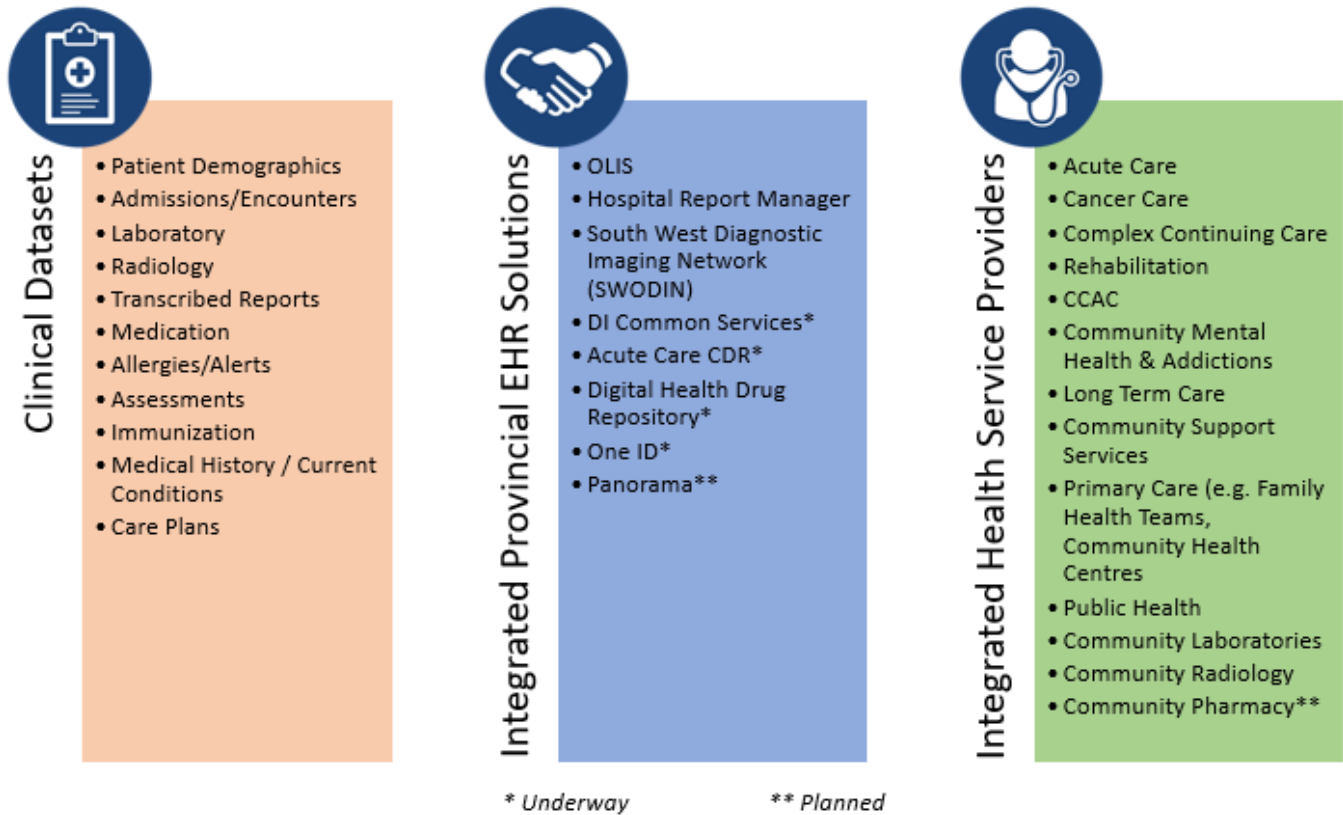 Clinical Datasets
• Patient Demographics
• Admissions/Encounters
• Laboratory
• Radiology
• Transcribed Reports
• Medication
• Allergies/Alerts
• Assessments
• Immunization
• Medical History / Current
Conditions
• Care Plans
Integrated Provincial EHR Solutions
• OLIS
• Hospital Report Manager
• South West Diagnostic
Imaging Network
(SWODIN)
• DI Common Services*
• Acute Care CDR*
• Digital Health Drug
Repository*
• One ID*
• Panorama**
Integrated Health Service Providers
• Acute Care
• Cancer Care
• Complex Continuing Care
• Rehabilitation
• CCAC
• Community Mental
Health & Addictions
• Long Term Care
• Community Support
Services
• Primary Care (e.g. Family
Health Teams,
Community Health
Centres
• Public Health
• Community Laboratories
• Community Radiology
• Community Pharmacy**
* Underway
** Planned